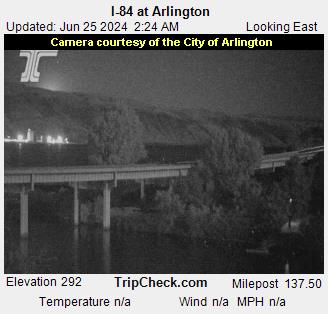 I-84 at Arlington
Updated: Jun 25 2024 2:24 AM Looking East
Camera courtesy of the City of Arlington
Elevation 292 TripCheck.com Milepost 137.50
Temperature n/a Wind n/a MPH n/a